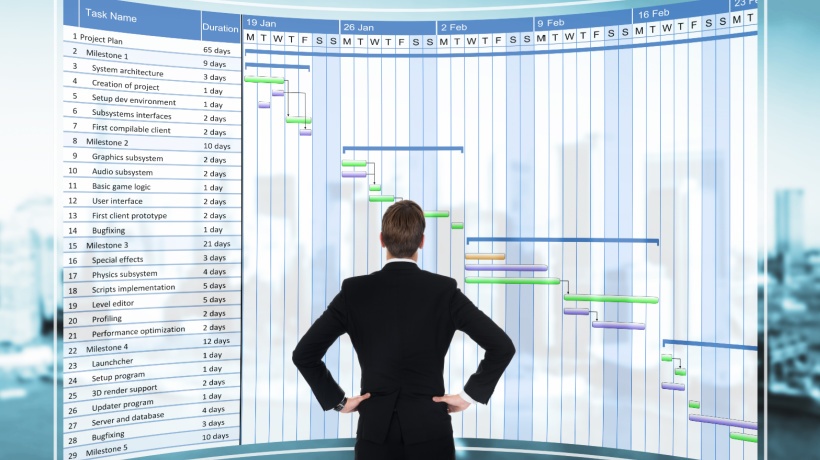 Task Name Duration 19 Jan 26 Jan 2 Feb 9 Feb 16 Feb 23 F
M T W T F S S M T W T F S S M T W T F S S M T W T F S S M T W T F S S M T
1 Project Plan 65 days
2 Milestone 1 9 days
3 System architecture 3 days
4 Creation of project 1 day
5 Setup dev environment 1 day
6 Subsystems interfaces 2 days
7 First compilable client 2 days
8 Milestone 2 10 days
9 Graphics subsystem 2 days
10 Audio subsystem 2 days
11 Basic game logic 1 day
12 User interface 2 days
13 First client prototype 2 days
14 Bugfixing 1 day
15 Milestone 3 21 days
16 Special effects 3 days
17 Physics subsystem 4 days
18 Scripts implementation 5 days
19 Level editor 5 days
20 Profiling 2 days
21 Performance optimization 2 days
22 Milestone 4 12 days
23 Launchcher 1 day
24 Setup program 1 day
25 3D render support 2 days
26 Updater program 1 day
27 Server and database 4 days
28 Bugfixing 3 days
29 Milestone 5 10 days